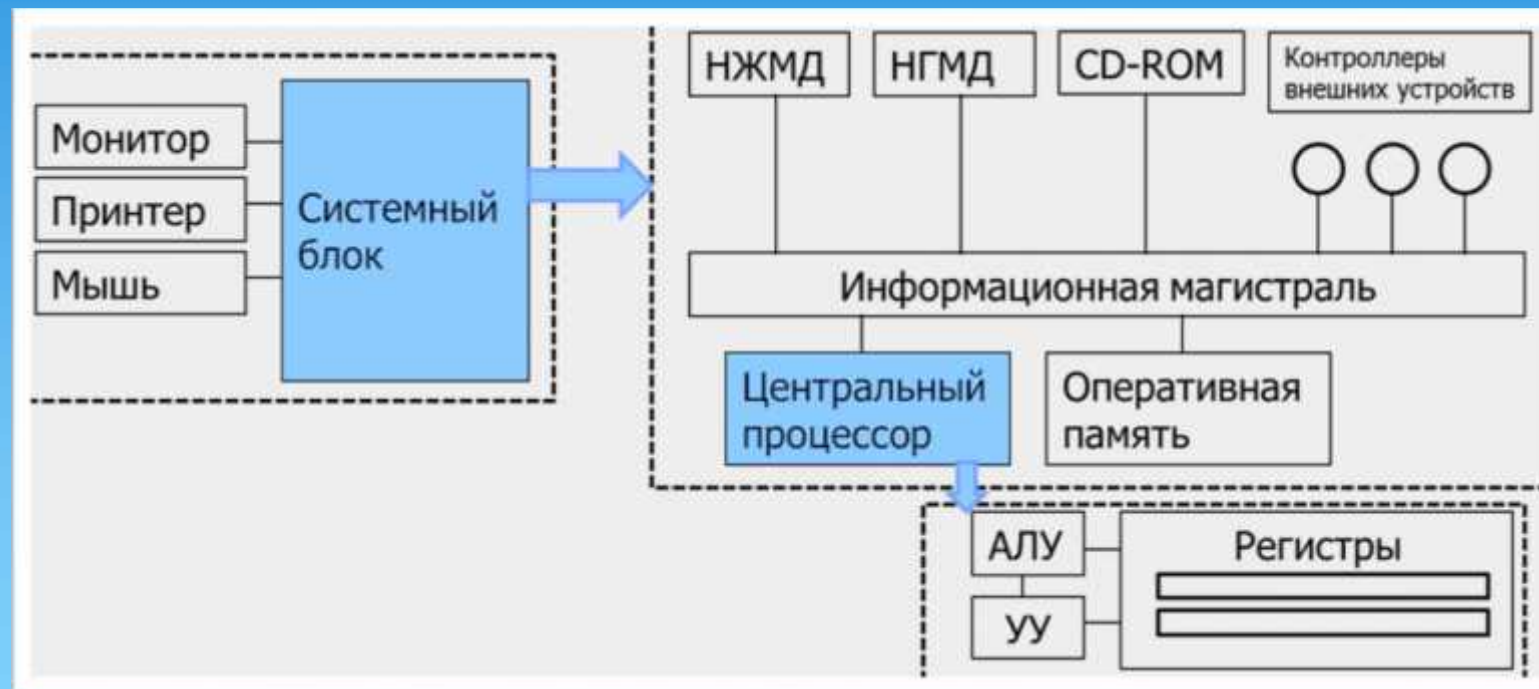 Монитор
Принтер
Мышь
Системный
блок
НЖМД
НГМД
CD-ROM
Контроллеры
внешних устройств
Информационная магистраль
Центральный
процессор
Оперативная
память
АЛУ
УУ
Регистры